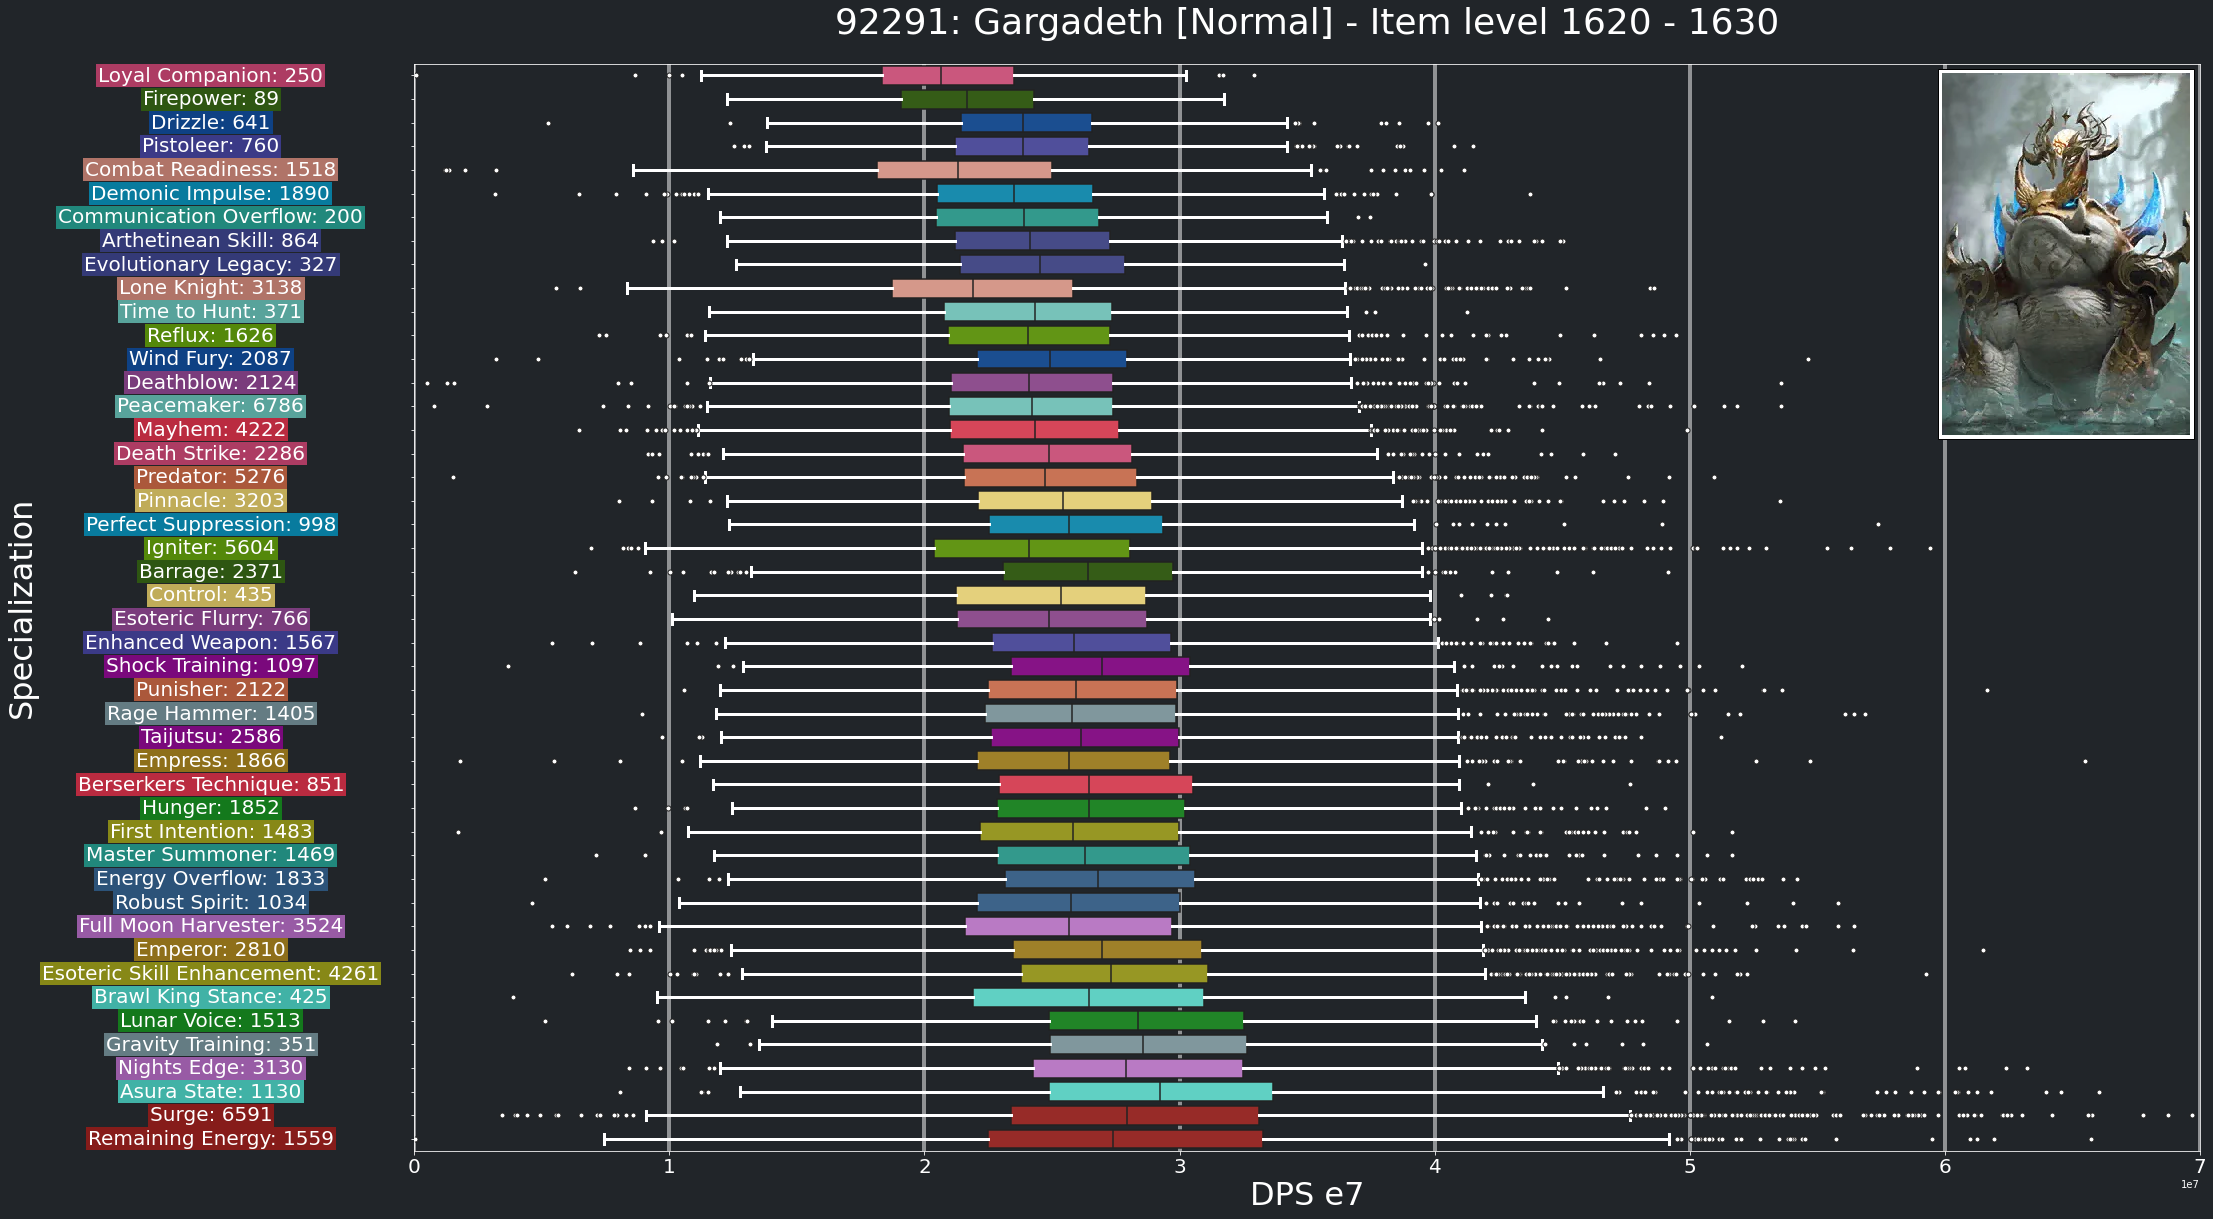 92291: Gargadeth [Normal] - Item level 1620 - 1630
Loyal Companion: 250
Firepower: 89
Drizzle: 641
Pistoleer: 760
Combat Readiness: 1518
Demonic Impulse: 1890
Communication Overflow: 200
Arthetinean Skill: 864
Evolutionary Legacy: 327
Lone Knight: 3138
Time to Hunt: 371
Reflux: 1626
Wind Fury: 2087
Deathblow: 2124
Peacemaker: 6786
Mayhem: 4222
Death Strike: 2286
Predator: 5276
Pinnacle: 3203
Perfect Suppression: 998
Igniter: 5604
Barrage: 2371
Control: 435
Esoteric Flurry: 766
Enhanced Weapon: 1567
Shock Training: 1097
Punisher: 2122
Rage Hammer: 1405
Taijutsu: 2586
Empress: 1866
Berserkers Technique: 851
Hunger: 1852
First Intention: 1483
Master Summoner: 1469
Energy Overflow: 1833
Robust Spirit: 1034
Full Moon Harvester: 3524
Emperor: 2810
Esoteric Skill Enhancement: 4261
Brawl King Stance: 425
Lunar Voice: 1513
Gravity Training: 351
Nights Edge: 3130
Asura State: 1130
Surge: 6591
Remaining Energy: 1559
Specialization
0 1 2 3 4 5 6 7
1e7
DPS e7